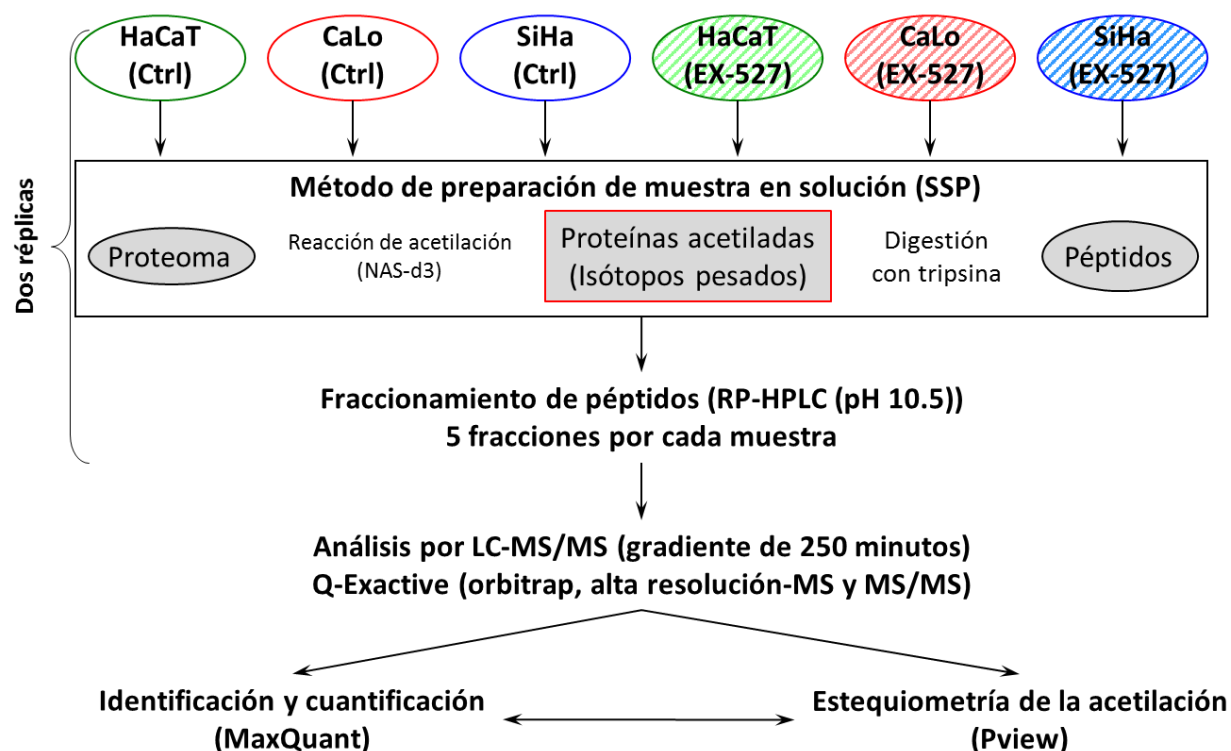 HaCaT
(Ctrl)
CaLo
(Ctrl)
SiHa
(Ctrl)
HaCaT
(EX-527)
CaLo
(EX-527)
SiHa
(EX-527)
Dos réplicas
Método de preparación de muestra en solución (SSP)
Proteoma
Reacción de acetilación
(NAS-d3)
Proteínas acetiladas
(Isótopos pesados)
Digestión
con tripsina
Péptidos
Fraccionamiento de péptidos (RP-HPLC (pH 10.5))
5 fracciones por cada muestra
Análisis por LC-MS/MS (gradiente de 250 minutos)
Q-Exactive (orbitrap, alta resolución-MS y MS/MS)
Identificación y cuantificación
(MaxQuant)
Estequiometría de la acetilación
(Pview)